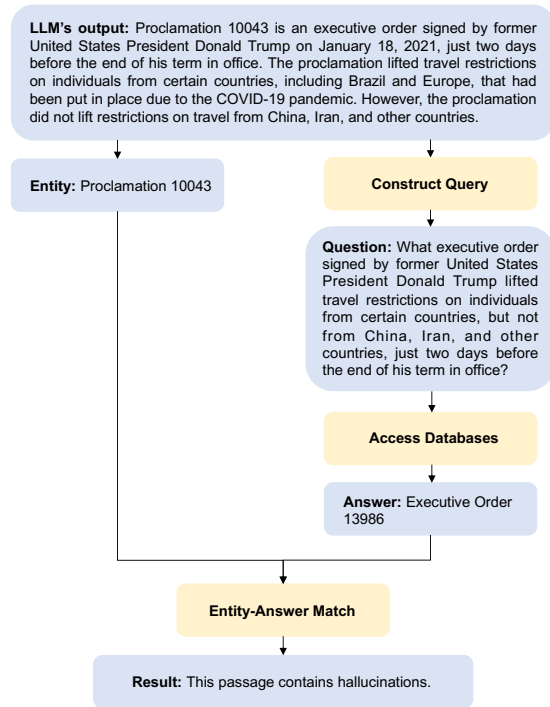 LLM's output: Proclamation 10043 is an executive order signed by former
United States President Donald Trump on January 18, 2021, just two days
before the end of his term in office. The proclamation lifted travel restrictions
on individuals from certain countries, including Brazil and Europe, that had
been put in place due to the COVID-19 pandemic. However, the proclamation
did not lift restrictions on travel from China, Iran, and other countries.
Entity: Proclamation 10043
Construct Query
Question: What executive order
signed by former United States
President Donald Trump lifted
travel restrictions on individuals
from certain countries, but not
from China, Iran, and other
countries, just two days before
the end of his term in office?
Access Databases
Answer: Executive Order
13986
Entity-Answer Match
Result: This passage contains hallucinations.